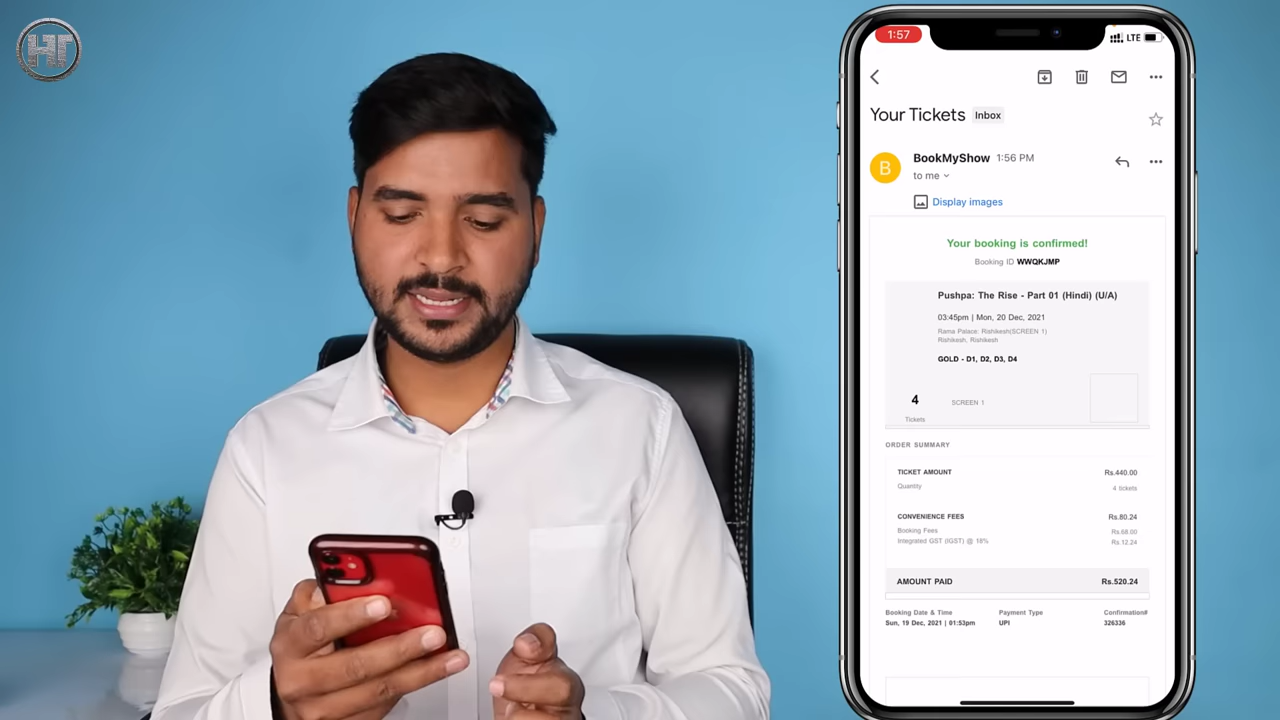 HT
1:57
LTE
Your Tickets Inbox
B
BookMyShow 1:56 PM
to me
Display images
Your booking is confirmed!
Booking ID WWQKJMP
Pushpa: The Rise - Part 01 (Hindi) (U/A)
03:45pm | Mon, 20 Dec, 2021
Rama Palace: Rishikesh(SCREEN 1)
Rishikesh, Rishikesh
GOLD - D1, D2, D3, D4
4
SCREEN 1
Tickets
ORDER SUMMARY
TICKET AMOUNT Rs.440.00
Quantity 4 tickets
CONVENIENCE FEES Rs.80.24
Booking Fees Rs.68.00
Integrated GST (IGST) @ 18% Rs.12.24
AMOUNT PAID Rs.520.24
Booking Date & Time Payment Type Confirmation#
Sun, 19 Dec, 2021 | 01:53pm UPI 326336